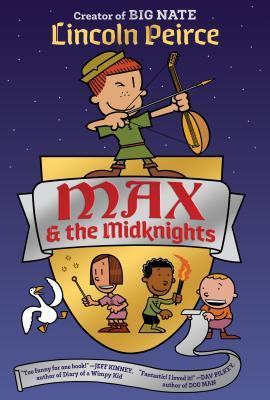 Creator of BIG NATE
Lincoln Peirce
MAX
& the Midknights
"Too funny for one book!" —JEFF KINNEY,
author of Diary of a Wimpy Kid
"Fantastic! I loved it!" —DAV PILKEY,
author of DOG MAN